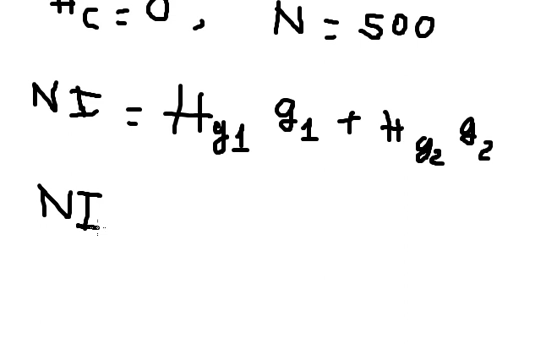 H_c = 0, N = 500
NI = H_g1 g_1 + H_g2 g_2
NI